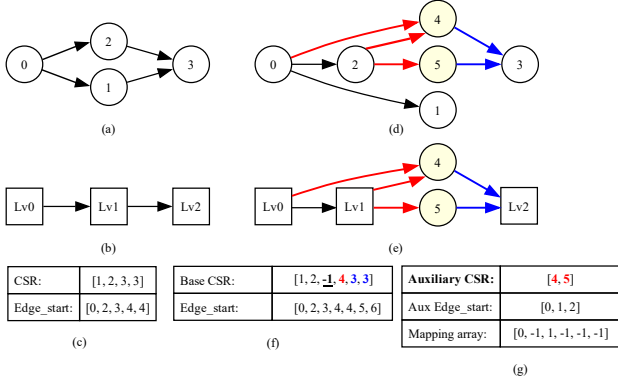 0
2
1
3
(a)
0
2
4
5
1
3
(d)
Lv0
Lv1
Lv2
(b)
Lv0
Lv1
4
5
Lv2
(e)
CSR: [1, 2, 3, 3]
Edge_start: [0, 2, 3, 4, 4]
(c)
Base CSR: [1, 2, -1, 4, 3, 3]
Edge_start: [0, 2, 3, 4, 4, 5, 6]
(f)
Auxiliary CSR: [4, 5]
Aux Edge_start: [0, 1, 2]
Mapping array: [0, -1, 1, -1, -1, -1]
(g)